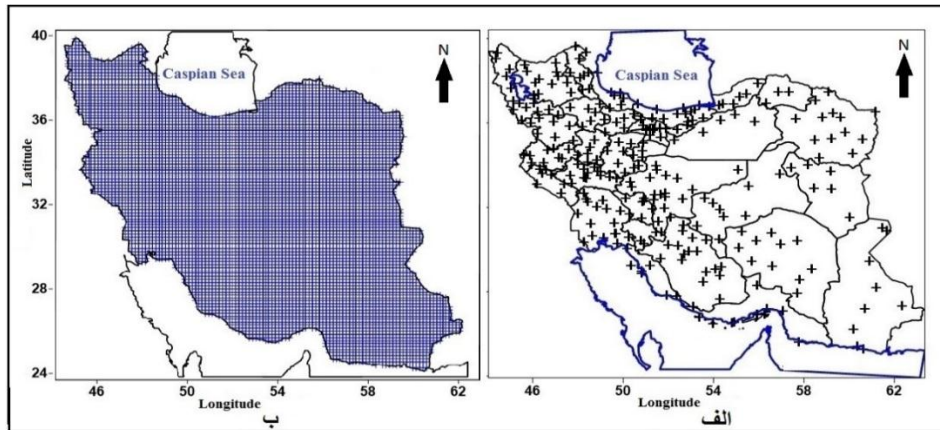 40
36
32
28
24
Latitude
Caspian Sea
N
46
50
54
58
62
Longitude
ب
Caspian Sea
N
46
50
54
58
62
Longitude
الف